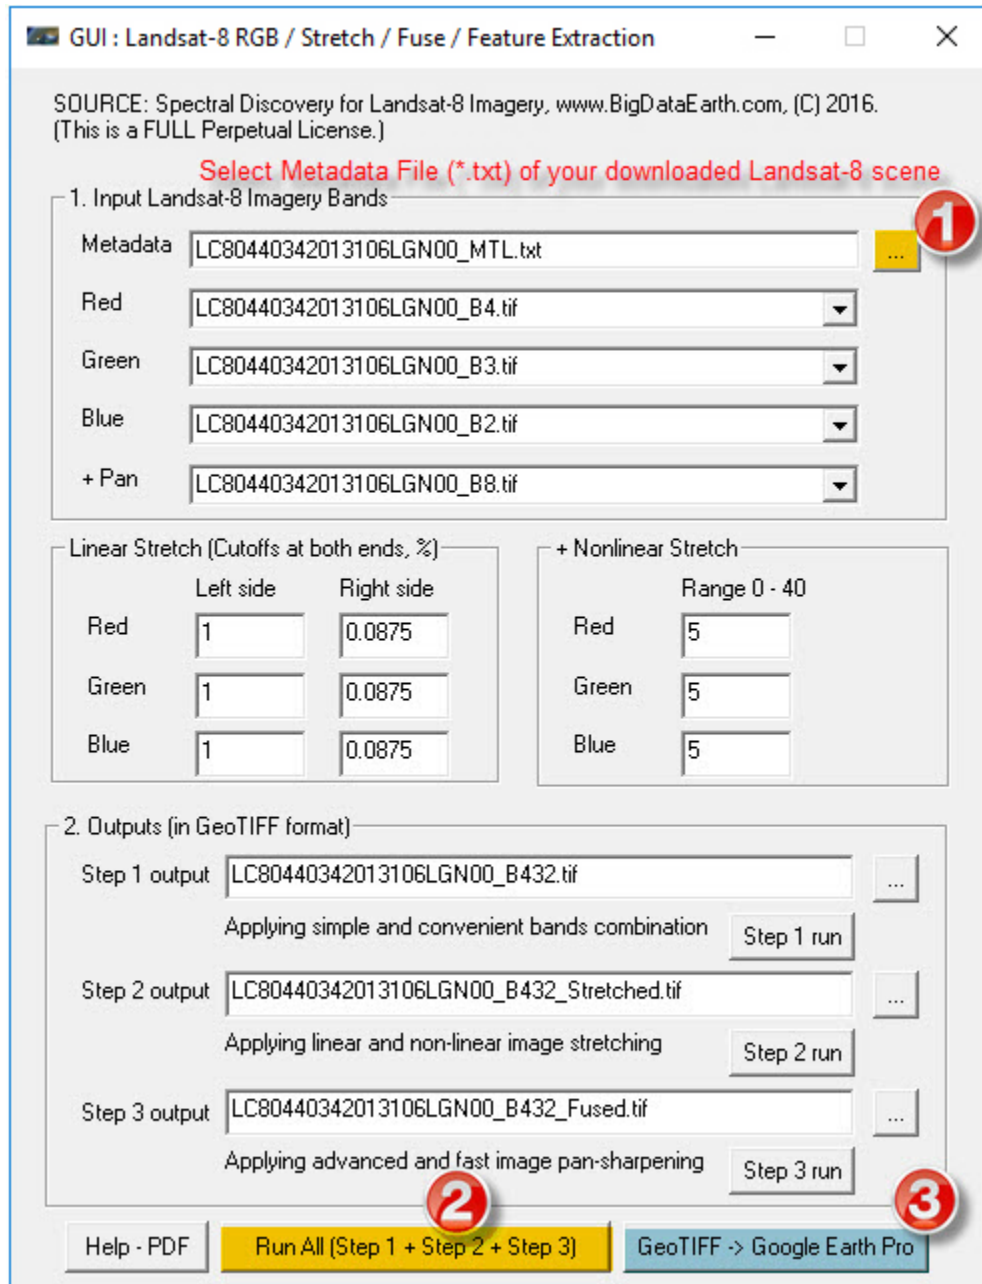 GUI : Landsat-8 RGB / Stretch / Fuse / Feature Extraction
SOURCE: Spectral Discovery for Landsat-8 Imagery, www.BigDataEarth.com, (C) 2016.
(This is a FULL Perpetual License.)
Select Metadata File (*.txt) of your downloaded Landsat-8 scene
1. Input Landsat-8 Imagery Bands
1
Metadata LC80440342013106LGN00_MTL.txt ...
Red LC80440342013106LGN00_B4.tif
Green LC80440342013106LGN00_B3.tif
Blue LC80440342013106LGN00_B2.tif
+ Pan LC80440342013106LGN00_B8.tif
Linear Stretch (Cutoffs at both ends, %)
Left side Right side
Red 1 0.0875
Green 1 0.0875
Blue 1 0.0875
+ Nonlinear Stretch
Range 0 - 40
Red 5
Green 5
Blue 5
2. Outputs (in GeoTIFF format)
Step 1 output LC80440342013106LGN00_B432.tif ...
Applying simple and convenient bands combination Step 1 run
Step 2 output LC80440342013106LGN00_B432_Stretched.tif ...
Applying linear and non-linear image stretching Step 2 run
Step 3 output LC80440342013106LGN00_B432_Fused.tif ...
Applying advanced and fast image pan-sharpening Step 3 run
2 3
Help - PDF Run All (Step 1 + Step 2 + Step 3) GeoTIFF -> Google Earth Pro